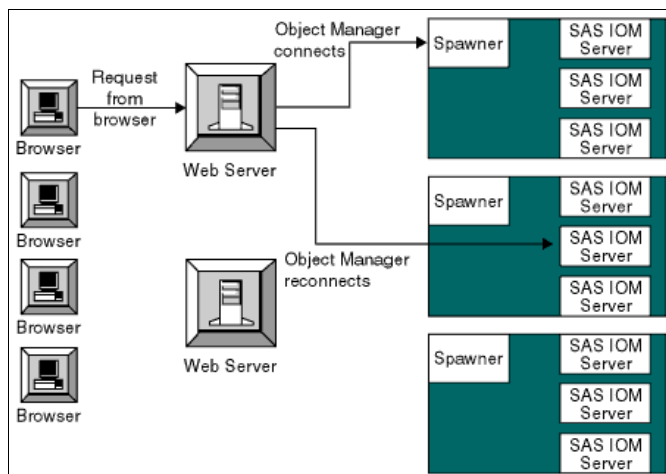 Object Manager
connects
Spawner
SAS IOM
Server
SAS IOM
Server
SAS IOM
Server
Request
from
browser
Browser
Web Server
Browser
Spawner
SAS IOM
Server
SAS IOM
Server
SAS IOM
Server
Object Manager
reconnects
Browser
Web Server
Browser
Spawner
SAS IOM
Server
SAS IOM
Server
SAS IOM
Server